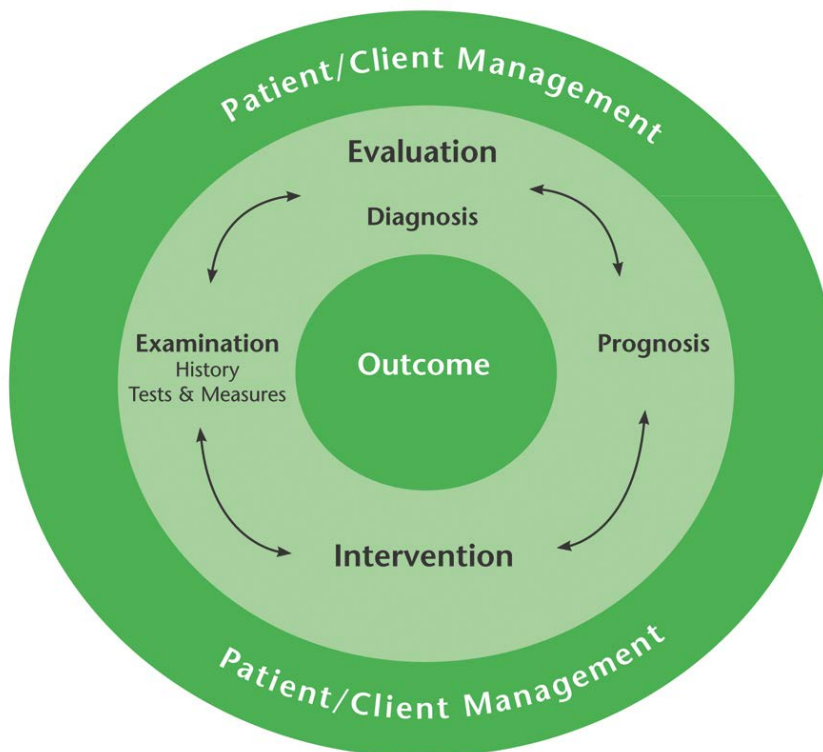 Patient/Client Management
Evaluation
Diagnosis
Examination
History
Tests & Measures
Outcome
Prognosis
Intervention
Patient/Client Management